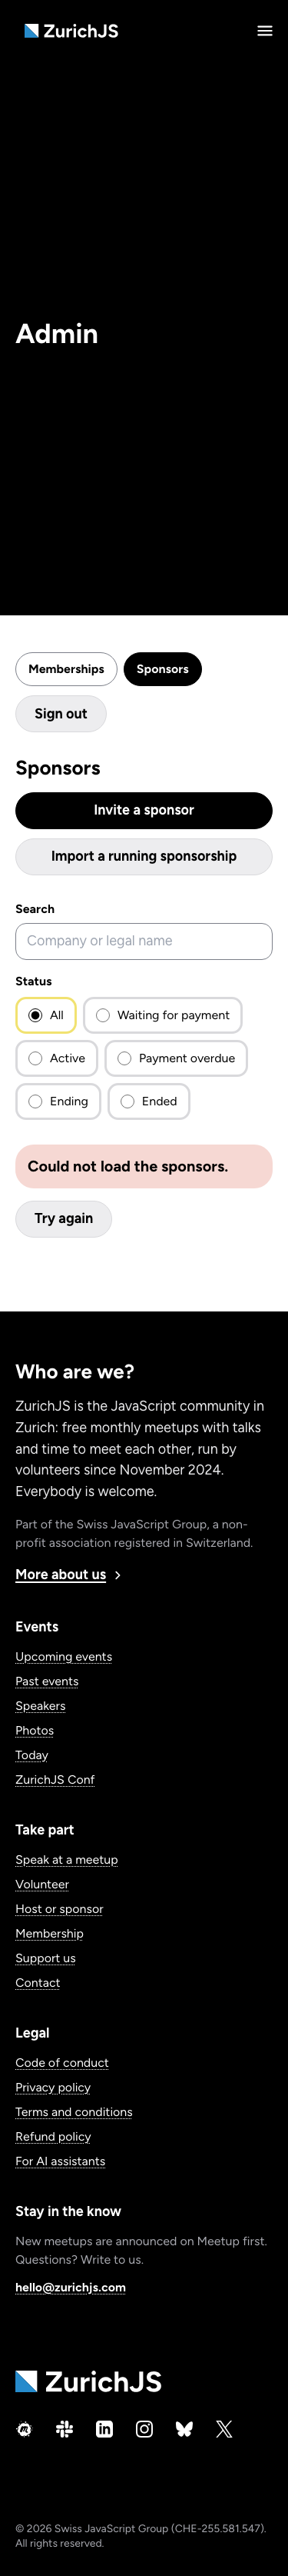 ZurichJS
Admin
Memberships
Sponsors
Sign out
Sponsors
Invite a sponsor
Import a running sponsorship
Search
Company or legal name
Status
All
Waiting for payment
Active
Payment overdue
Ending
Ended
Could not load the sponsors.
Try again
Who are we?
ZurichJS is the JavaScript community in
Zurich: free monthly meetups with talks
and time to meet each other, run by
volunteers since November 2024.
Everybody is welcome.
Part of the Swiss JavaScript Group, a non-
profit association registered in Switzerland.
More about us
Events
Upcoming events
Past events
Speakers
Photos
Today
ZurichJS Conf
Take part
Speak at a meetup
Volunteer
Host or sponsor
Membership
Support us
Contact
Legal
Code of conduct
Privacy policy
Terms and conditions
Refund policy
For AI assistants
Stay in the know
New meetups are announced on Meetup first.
Questions? Write to us.
hello@zurichjs.com
ZurichJS
© 2026 Swiss JavaScript Group (CHE-255.581.547).
All rights reserved.